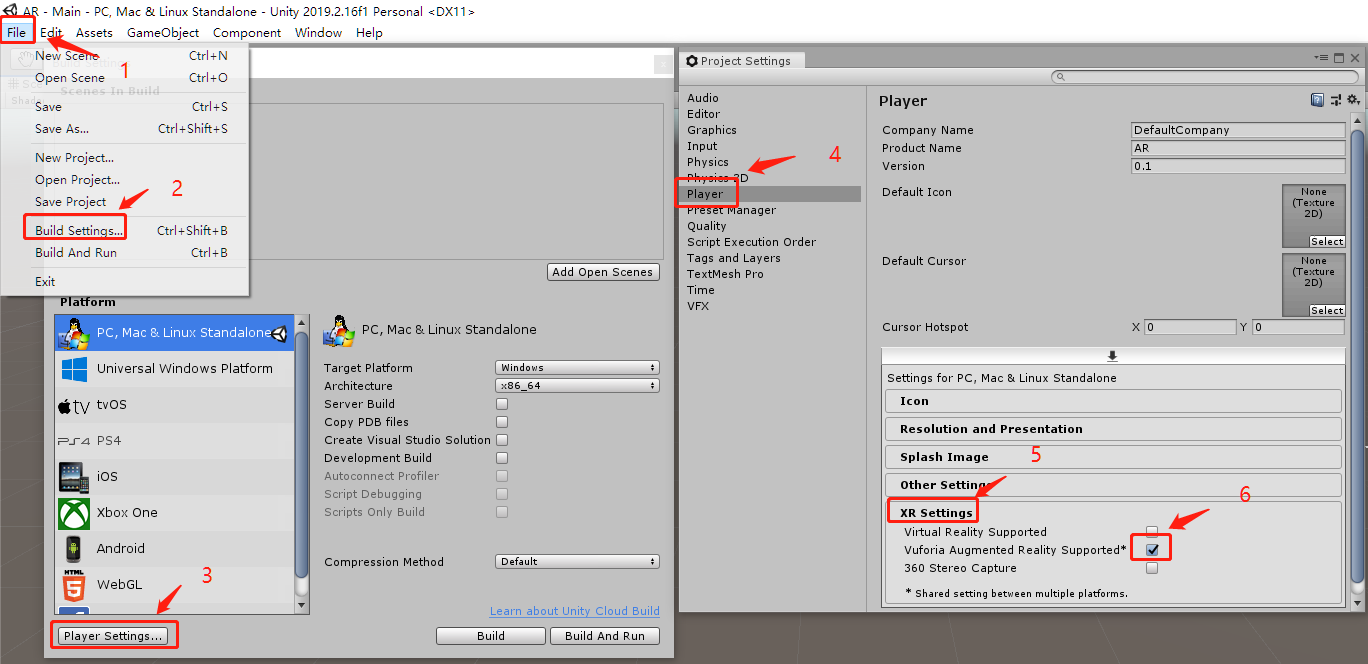 AR - Main - PC, Mac & Linux Standalone - Unity 2019.2.16f1 Personal <DX11>
File Edit Assets GameObject Component Window Help
1
New Scene Ctrl+N
Open Scene Ctrl+O
Scenes In Build
Save Ctrl+S
Save As... Ctrl+Shift+S
New Project...
Open Project...
2
Save Project
Build Settings... Ctrl+Shift+B
Build And Run Ctrl+B
Exit
Add Open Scenes
Platform
PC, Mac & Linux Standalone
Universal Windows Platform
tvOS
PS4
iOS
Xbox One
Android
HTML
WebGL
3
Player Settings...
PC, Mac & Linux Standalone
Target Platform Windows
Architecture x86_64
Server Build
Copy PDB files
Create Visual Studio Solution
Development Build
Autoconnect Profiler
Script Debugging
Scripts Only Build
Compression Method Default
Learn about Unity Cloud Build
Build Build And Run
Project Settings
Audio
Editor
Graphics
Input
Physics
4
Physics 2D
Player
Preset Manager
Quality
Script Execution Order
Tags and Layers
TextMesh Pro
Time
VFX
Player
Company Name DefaultCompany
Product Name AR
Version 0.1
Default Icon
None
(Texture
2D)
Select
Default Cursor
None
(Texture
2D)
Select
Cursor Hotspot X 0 Y 0
Settings for PC, Mac & Linux Standalone
Icon
Resolution and Presentation
Splash Image
5
Other Settings
6
XR Settings
Virtual Reality Supported
Vuforia Augmented Reality Supported*
360 Stereo Capture
* Shared setting between multiple platforms.